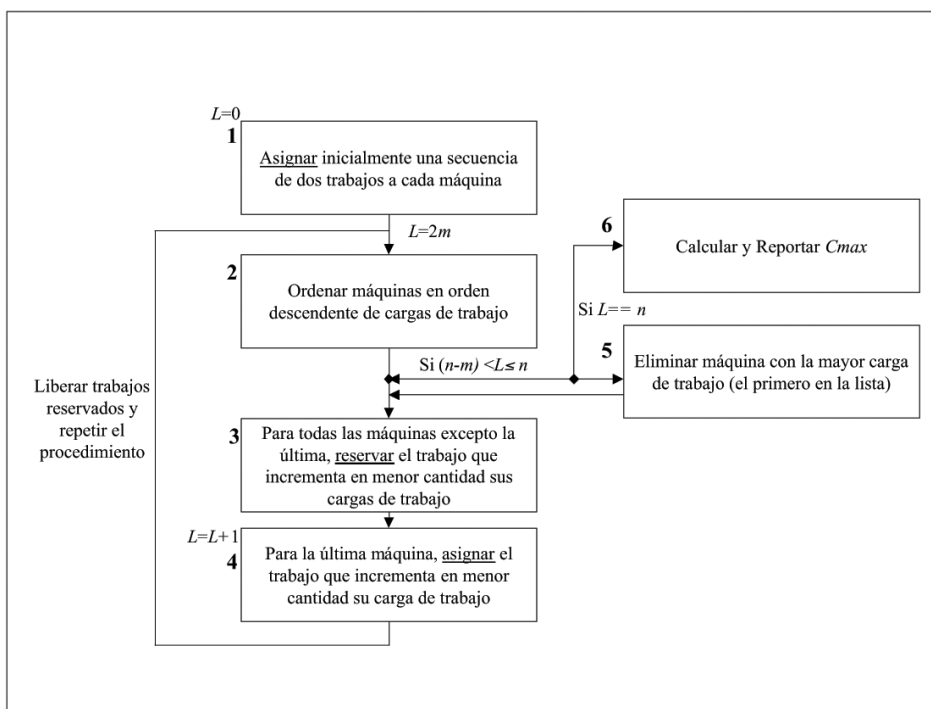 L=0
1
Asignar inicialmente una secuencia
de dos trabajos a cada máquina
L=2m
2
Ordenar máquinas en orden
descendente de cargas de trabajo
6
Calcular y Reportar Cmax
Si L== n
Si (n-m) <L≤ n
5
Eliminar máquina con la mayor carga
de trabajo (el primero en la lista)
Liberar trabajos
reservados y
repetir el
procedimiento
3
Para todas las máquinas excepto la
última, reservar el trabajo que
incrementa en menor cantidad sus
cargas de trabajo
L=L+1
4
Para la última máquina, asignar el
trabajo que incrementa en menor
cantidad su carga de trabajo